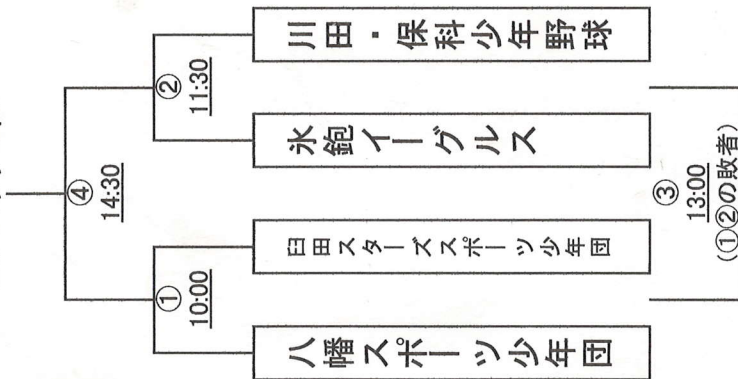 ④
14:30
①
10:00
②
11:30
八幡スポーツ少年団
臼田スターズスポーツ少年団
氷鉋イーグルス
川田・保科少年野球
③
13:00
(①②の敗者)